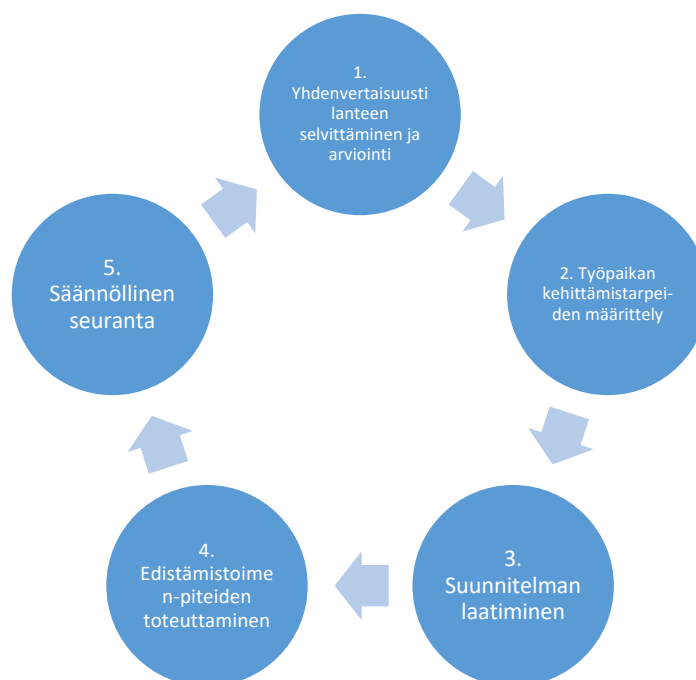 1.
Yhdenvertaisuusti
lanteen
selvittäminen ja
arviointi
2. Työpaikan
kehittämistarpei-
den määrittely
3.
Suunnitelman
laatiminen
4.
Edistämistoime
n-piteiden
toteuttaminen
5.
Säännöllinen
seuranta